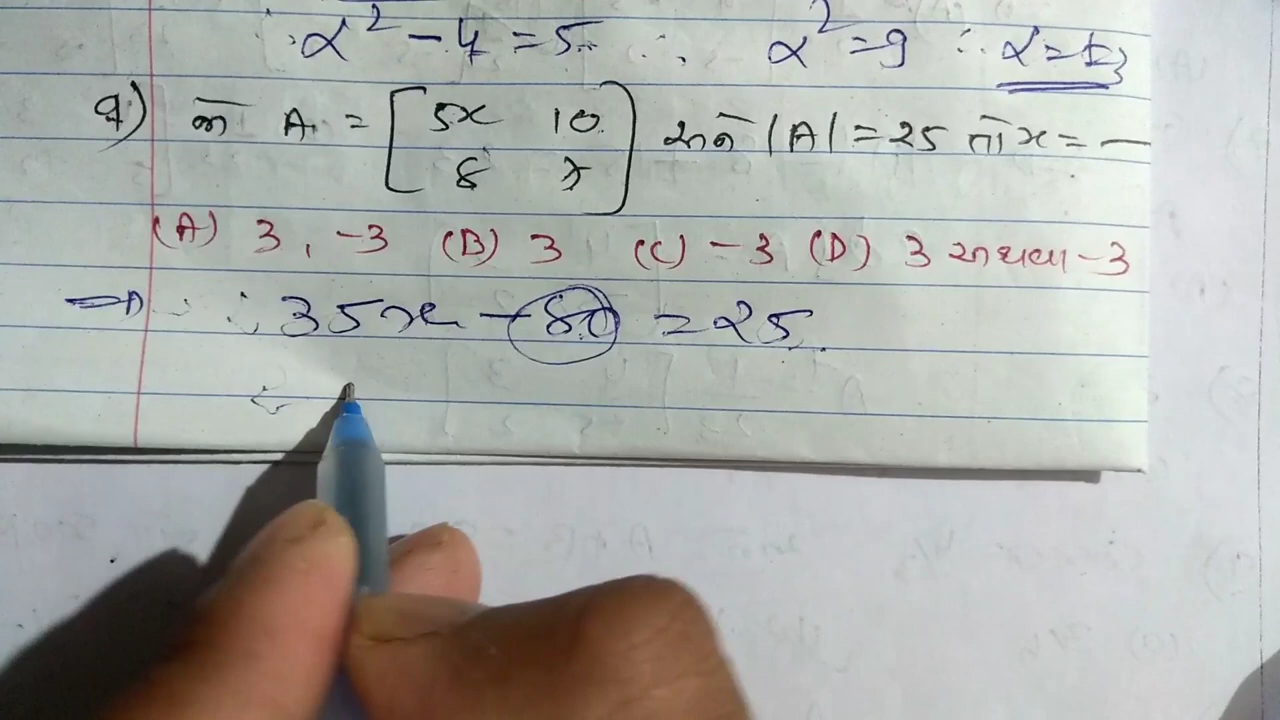 ∴ α² - 4 = 5 ∴ α² = 9 ∴ α = ±3
9) જો A = [5x 10
8 7] અને |A| = 25 તો x = —
(A) 3, -3 (B) 3 (C) -3 (D) 3 અથવા -3
⇒ ∴ 35x - 80 = 25